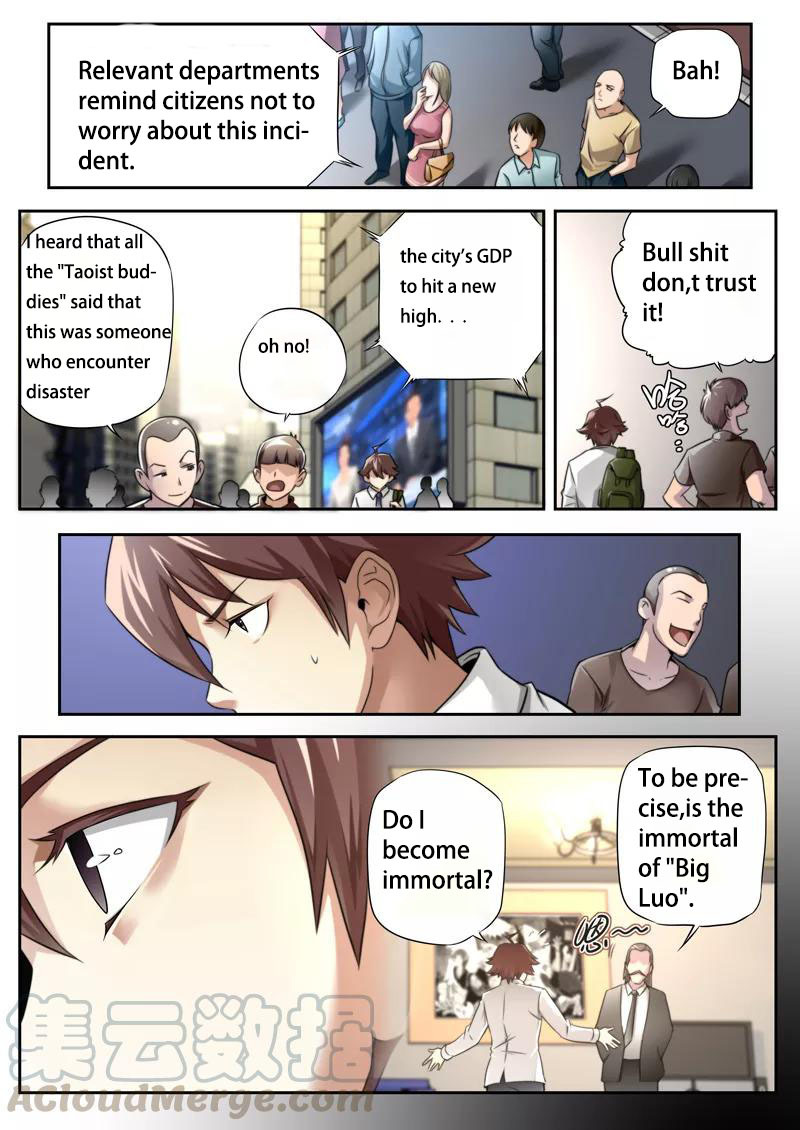 Relevant departments
remind citizens not to
worry about this inci-
dent.
Bah!
I heard that all
the "Taoist bud-
dies" said that
this was someone
who encounter
disaster
oh no!
the city's GDP
to hit a new
high. . .
Bull shit
don,t trust
it!
哈
哈
Do I
become
immortal?
To be pre-
cise,is the
immortal
of "Big
Luo".
恩~~
集云数据
ACloudMerge.com